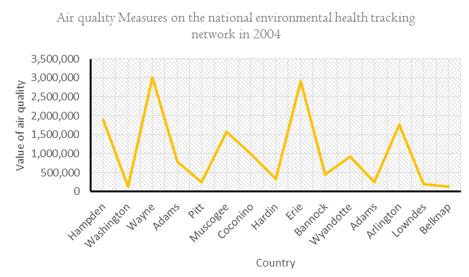 Air quality Measures on the national environmental health tracking
network in 2004
Value of air quality
3,500,000
3,000,000
2,500,000
2,000,000
1,500,000
1,000,000
500,000
0
Hampden
Washington
Wayne
Adams
Pitt
Muscogee
Coconino
Hardin
Erie
Bannock
Wyandotte
Adams
Arlington
Lowndes
Belknap
Country